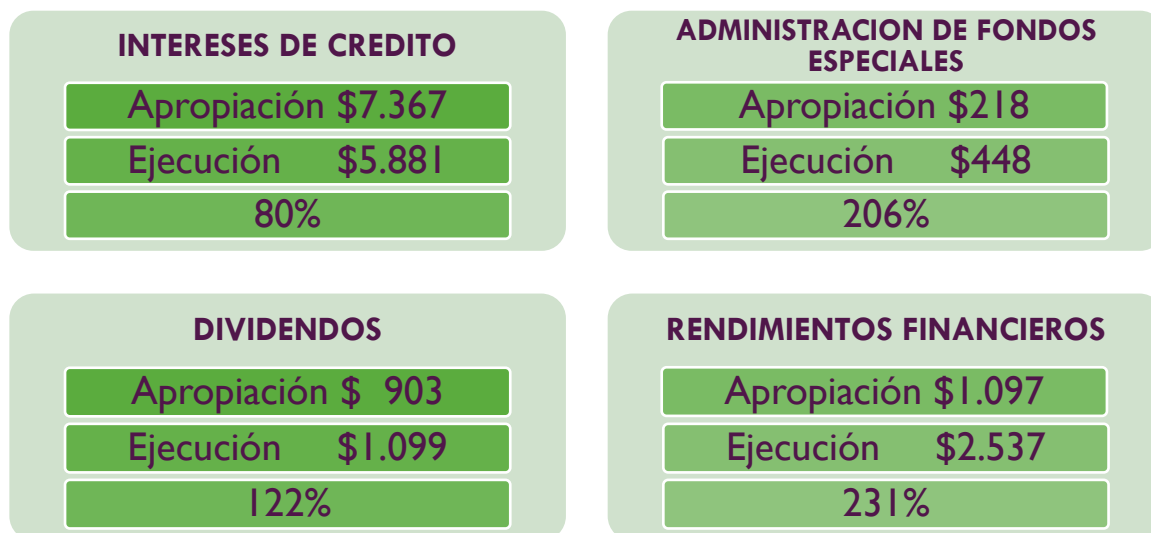 INTERESES DE CREDITO
Apropiación $7.367
Ejecución $5.881
80%
ADMINISTRACION DE FONDOS
ESPECIALES
Apropiación $218
Ejecución $448
206%
DIVIDENDOS
Apropiación $ 903
Ejecución $1.099
122%
RENDIMIENTOS FINANCIEROS
Apropiación $1.097
Ejecución $2.537
231%